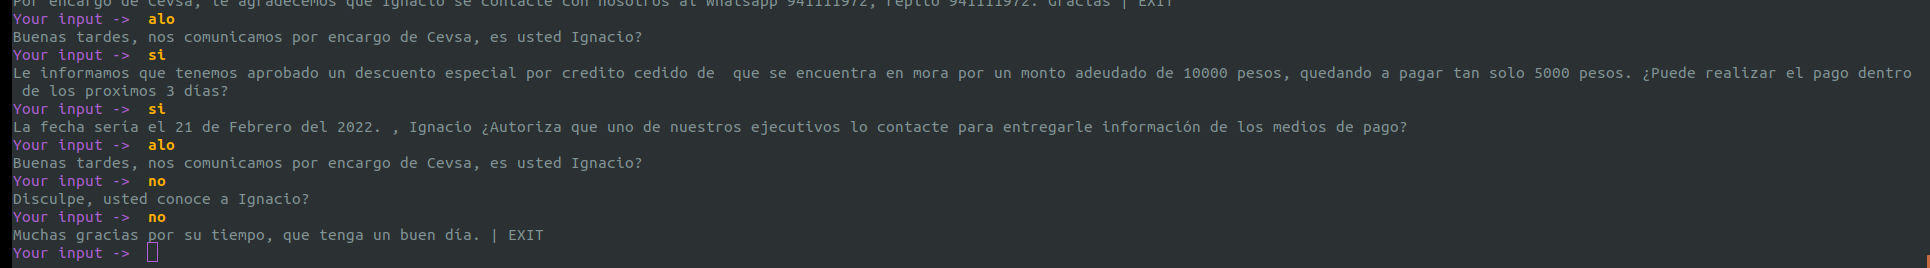 Por encargo de Cevsa, le agradecemos que Ignacio se contacte con nosotros al Whatsapp 941111972, repito 941111972. Gracias | EXIT
Your input ->  alo
Buenas tardes, nos comunicamos por encargo de Cevsa, es usted Ignacio?
Your input ->  si
Le informamos que tenemos aprobado un descuento especial por credito cedido de  que se encuentra en mora por un monto adeudado de 10000 pesos, quedando a pagar tan solo 5000 pesos. ¿Puede realizar el pago dentro
 de los proximos 3 dias?
Your input ->  si
La fecha seria el 21 de Febrero del 2022. , Ignacio ¿Autoriza que uno de nuestros ejecutivos lo contacte para entregarle información de los medios de pago?
Your input ->  alo
Buenas tardes, nos comunicamos por encargo de Cevsa, es usted Ignacio?
Your input ->  no
Disculpe, usted conoce a Ignacio?
Your input ->  no
Muchas gracias por su tiempo, que tenga un buen dia. | EXIT
Your input ->